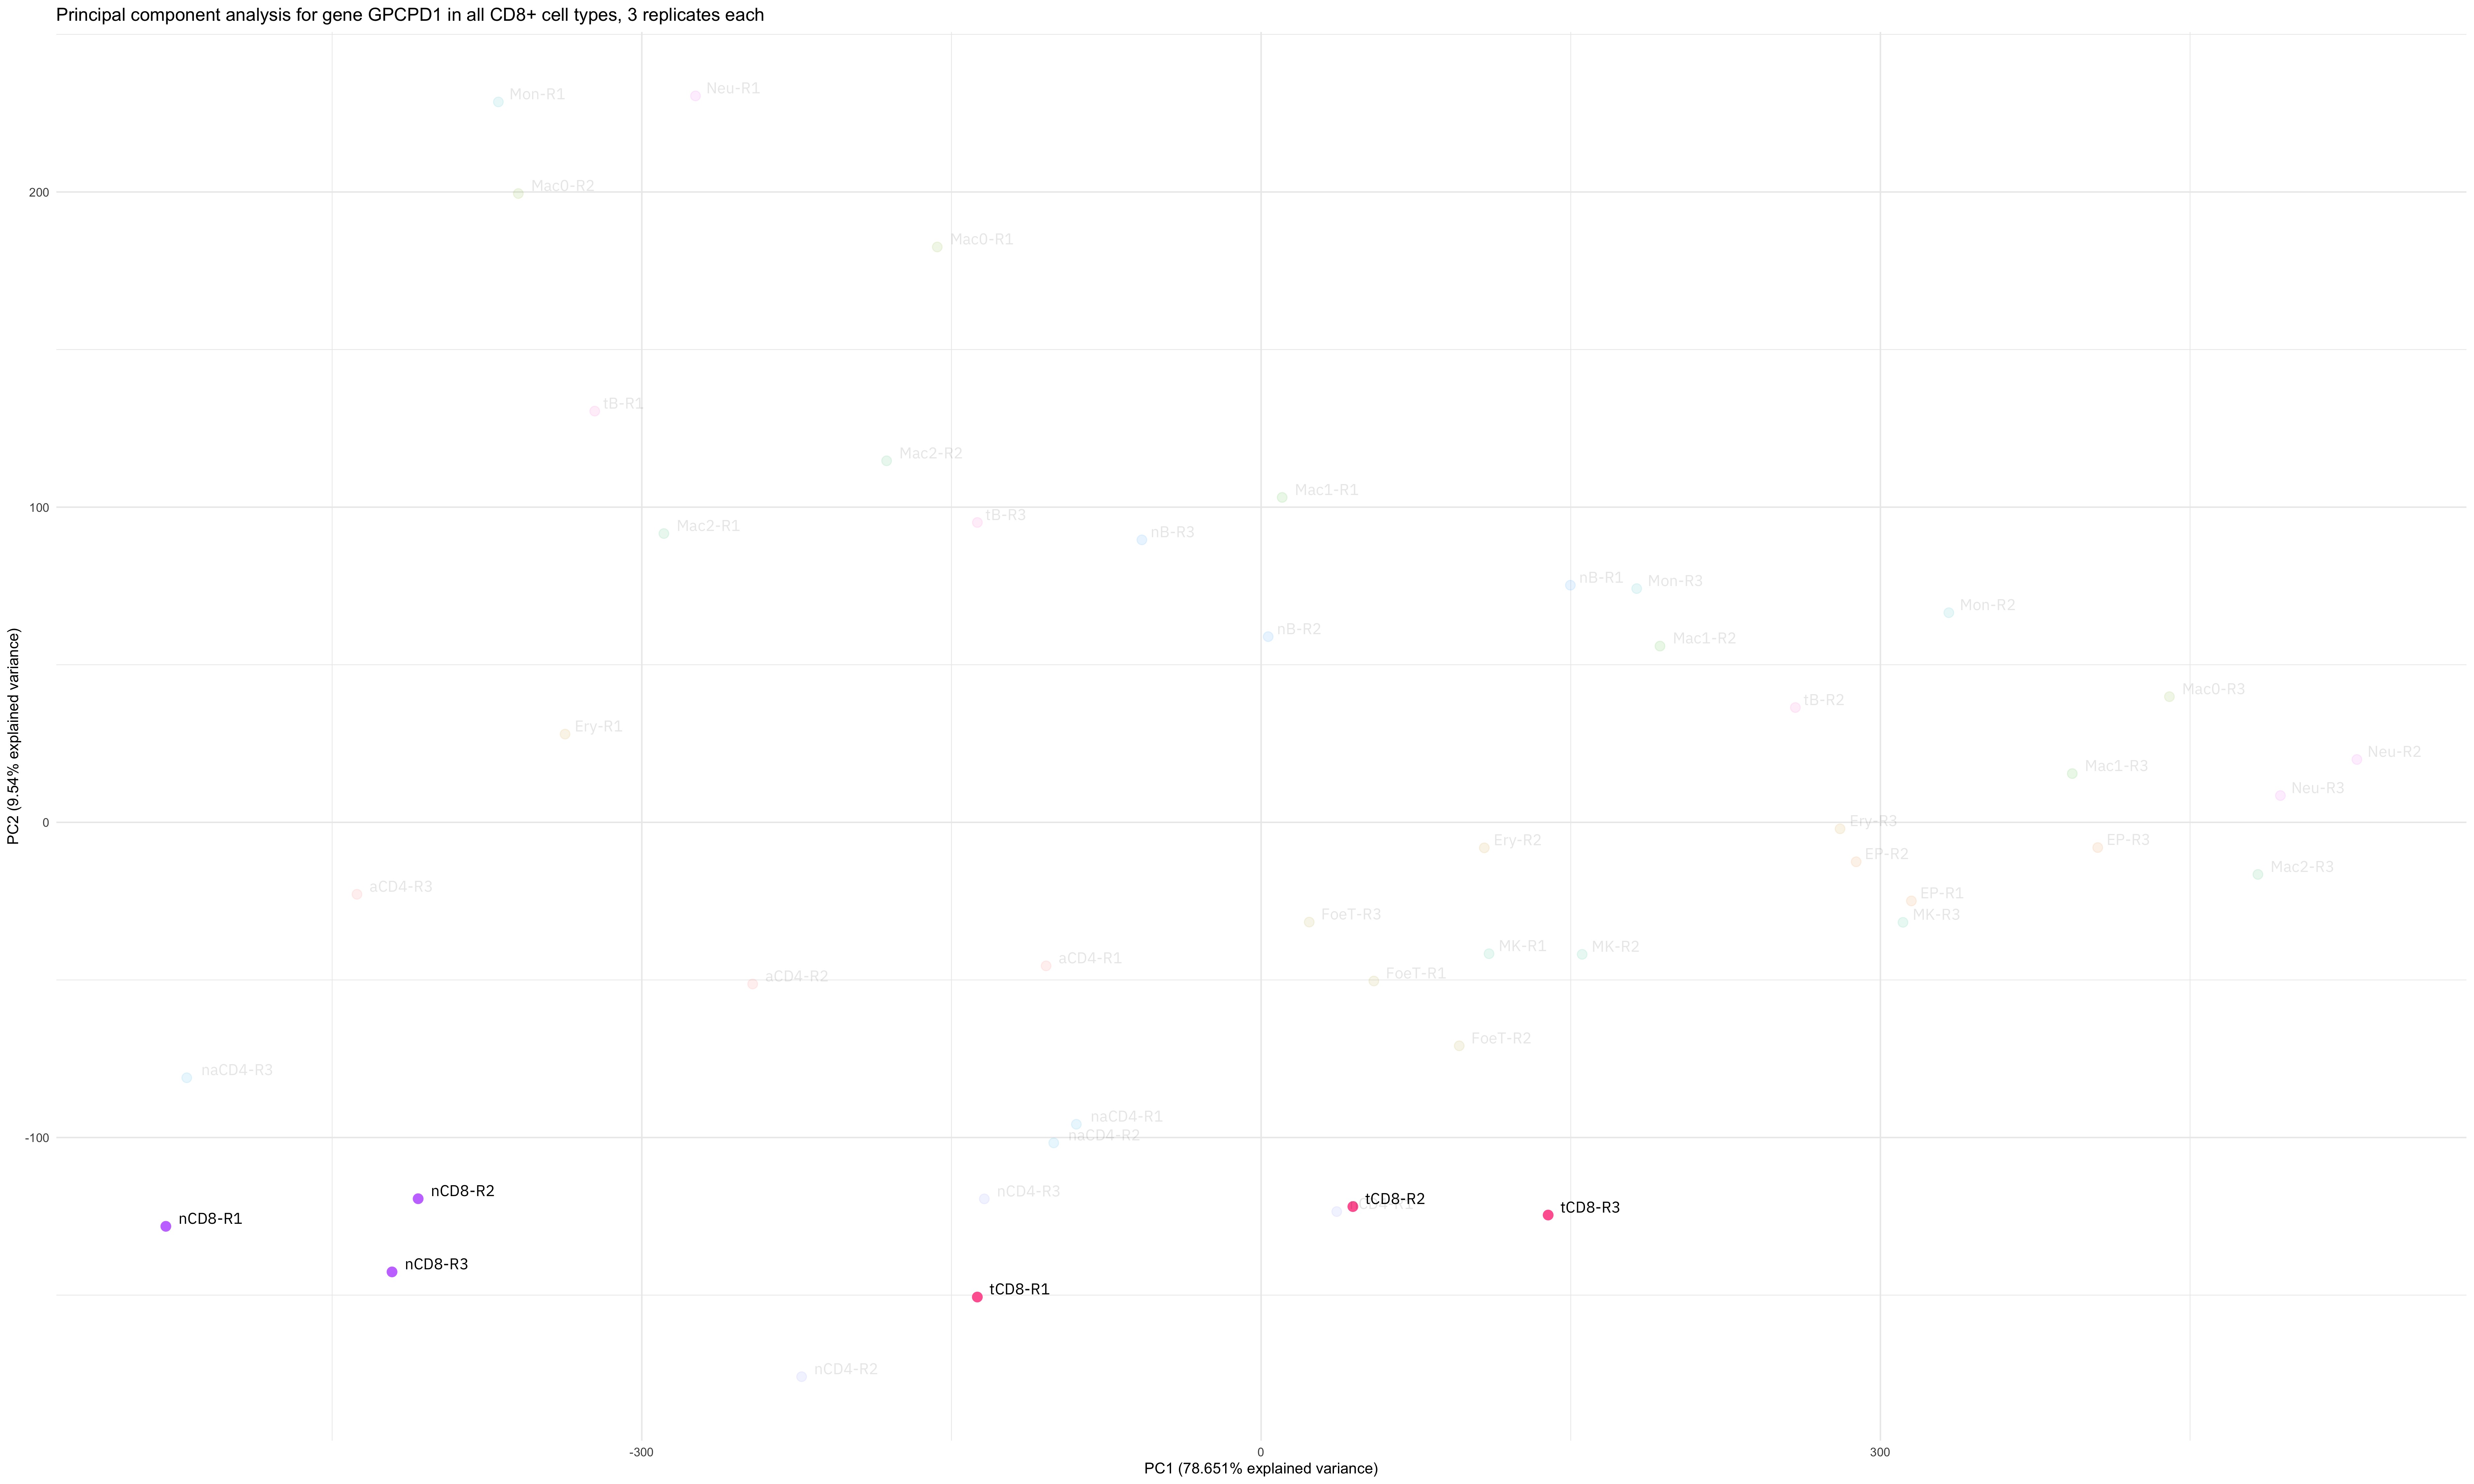 Principal component analysis for gene GPCPD1 in all CD8+ cell types, 3 replicates each
Mon-R1
Neu-R1
200
Mac0-R2
Mac0-R1
tB-R1
Mac2-R2
Mac1-R1
100
tB-R3
Mac2-R1
nB-R3
nB-R1
Mon-R3
Mon-R2
nB-R2
Mac1-R2
Mac0-R3
tB-R2
Ery-R1
Neu-R2
Mac1-R3
Neu-R3
0
Ery-R3
Ery-R2
EP-R3
EP-R2
Mac2-R3
aCD4-R3
EP-R1
FoeT-R3
MK-R3
MK-R1
MK-R2
aCD4-R1
FoeT-R1
aCD4-R2
FoeT-R2
naCD4-R3
naCD4-R1
naCD4-R2
-100
nCD8-R2
nCD4-R3
tCD8-R2
tCD8-R3
nCD8-R1
nCD8-R3
tCD8-R1
nCD4-R2
-300
0
300
PC1 (78.651% explained variance)
PC2 (9.54% explained variance)